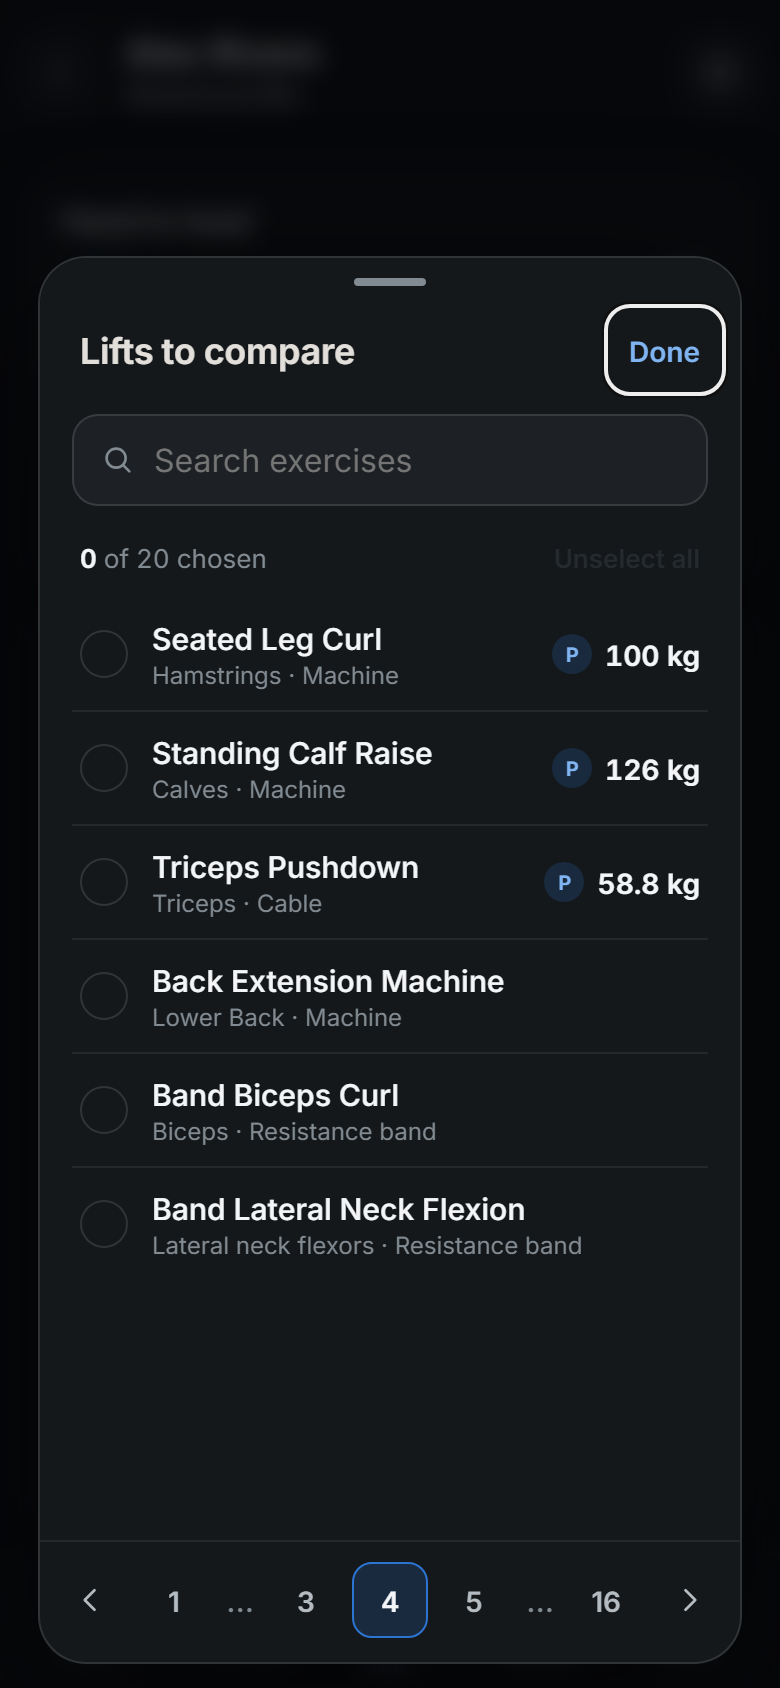 Lifts to compare
Done
Search exercises
0 of 20 chosen
Unselect all
Seated Leg Curl
Hamstrings · Machine
P 100 kg
Standing Calf Raise
Calves · Machine
P 126 kg
Triceps Pushdown
Triceps · Cable
P 58.8 kg
Back Extension Machine
Lower Back · Machine
Band Biceps Curl
Biceps · Resistance band
Band Lateral Neck Flexion
Lateral neck flexors · Resistance band
1 ... 3 4 5 ... 16